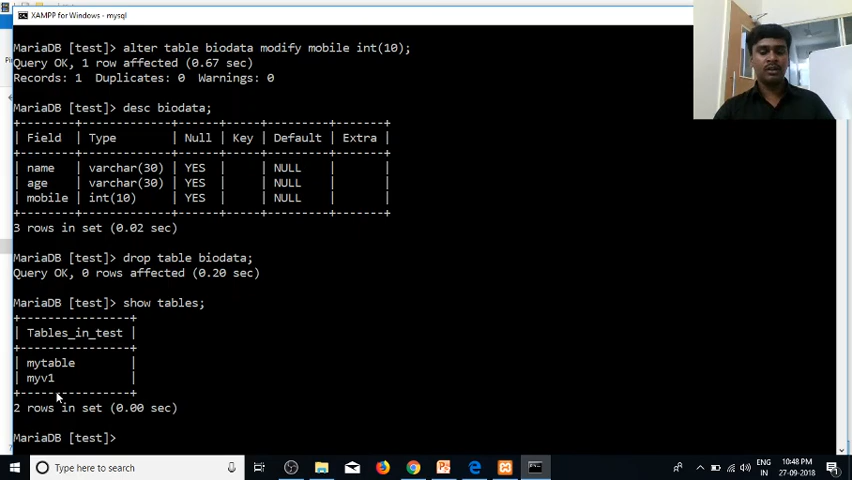 XAMPP for Windows - mysql
MariaDB [test]> alter table biodata modify mobile int(10);
Query OK, 1 row affected (0.67 sec)
Records: 1  Duplicates: 0  Warnings: 0
MariaDB [test]> desc biodata;
+--------+-------------+------+-----+---------+-------+
| Field  | Type        | Null | Key | Default | Extra |
+--------+-------------+------+-----+---------+-------+
| name   | varchar(30) | YES  |     | NULL    |       |
| age    | varchar(30) | YES  |     | NULL    |       |
| mobile | int(10)     | YES  |     | NULL    |       |
+--------+-------------+------+-----+---------+-------+
3 rows in set (0.02 sec)
MariaDB [test]> drop table biodata;
Query OK, 0 rows affected (0.20 sec)
MariaDB [test]> show tables;
+----------------+
| Tables_in_test |
+----------------+
| mytable        |
| myv1           |
+----------------+
2 rows in set (0.00 sec)
MariaDB [test]>
Type here to search
ENG
10:48 PM
IN
27-09-2018